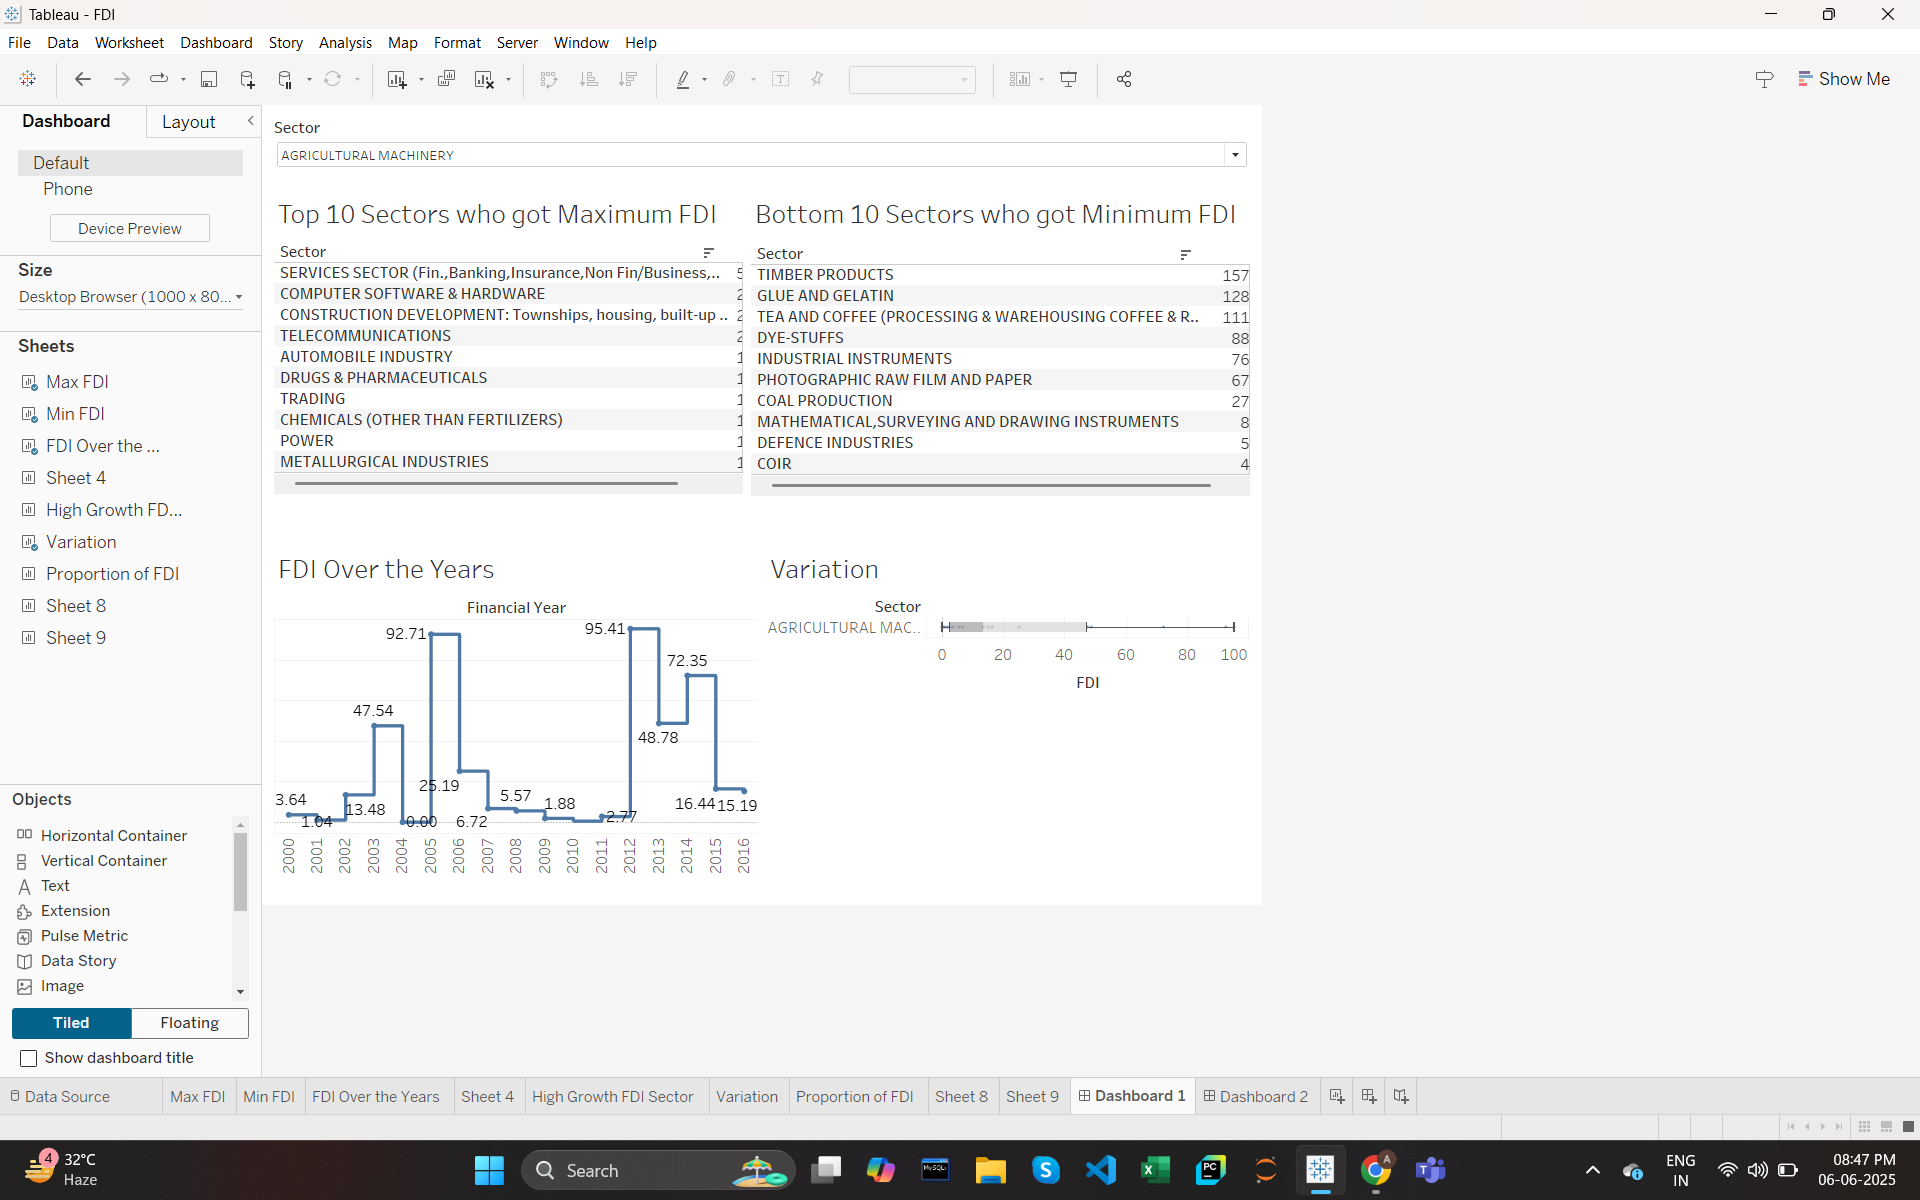 Tableau - FDI
File Data Worksheet Dashboard Story Analysis Map Format Server Window Help
Show Me
Dashboard Layout
Default
Phone
Device Preview
Size
Desktop Browser (1000 x 80...
Sheets
Max FDI
Min FDI
FDI Over the ...
Sheet 4
High Growth FD...
Variation
Proportion of FDI
Sheet 8
Sheet 9
Objects
Horizontal Container
Vertical Container
Text
Extension
Pulse Metric
Data Story
Image
Tiled Floating
Show dashboard title
Sector
AGRICULTURAL MACHINERY
Top 10 Sectors who got Maximum FDI
Sector
SERVICES SECTOR (Fin.,Banking,Insurance,Non Fin/Business,.. 5
COMPUTER SOFTWARE & HARDWARE 2
CONSTRUCTION DEVELOPMENT: Townships, housing, built-up .. 2
TELECOMMUNICATIONS 2
AUTOMOBILE INDUSTRY 1
DRUGS & PHARMACEUTICALS 1
TRADING 1
CHEMICALS (OTHER THAN FERTILIZERS) 1
POWER 1
METALLURGICAL INDUSTRIES 1
Bottom 10 Sectors who got Minimum FDI
Sector
TIMBER PRODUCTS 157
GLUE AND GELATIN 128
TEA AND COFFEE (PROCESSING & WAREHOUSING COFFEE & R.. 111
DYE-STUFFS 88
INDUSTRIAL INSTRUMENTS 76
PHOTOGRAPHIC RAW FILM AND PAPER 67
COAL PRODUCTION 27
MATHEMATICAL,SURVEYING AND DRAWING INSTRUMENTS 8
DEFENCE INDUSTRIES 5
COIR 4
FDI Over the Years
Financial Year
92.71 95.41
72.35
47.54
48.78
25.19
3.64 13.48 5.57 1.88 16.44 15.19
1.04 0.00 6.72 2.77
2000 2001 2002 2003 2004 2005 2006 2007 2008 2009 2010 2011 2012 2013 2014 2015 2016
Variation
Sector
AGRICULTURAL MAC..
0 20 40 60 80 100
FDI
Data Source Max FDI Min FDI FDI Over the Years Sheet 4 High Growth FDI Sector Variation Proportion of FDI Sheet 8 Sheet 9 Dashboard 1 Dashboard 2
4
32°C
Haze
Search
MySQL
PC
A
ENG
IN
08:47 PM
06-06-2025